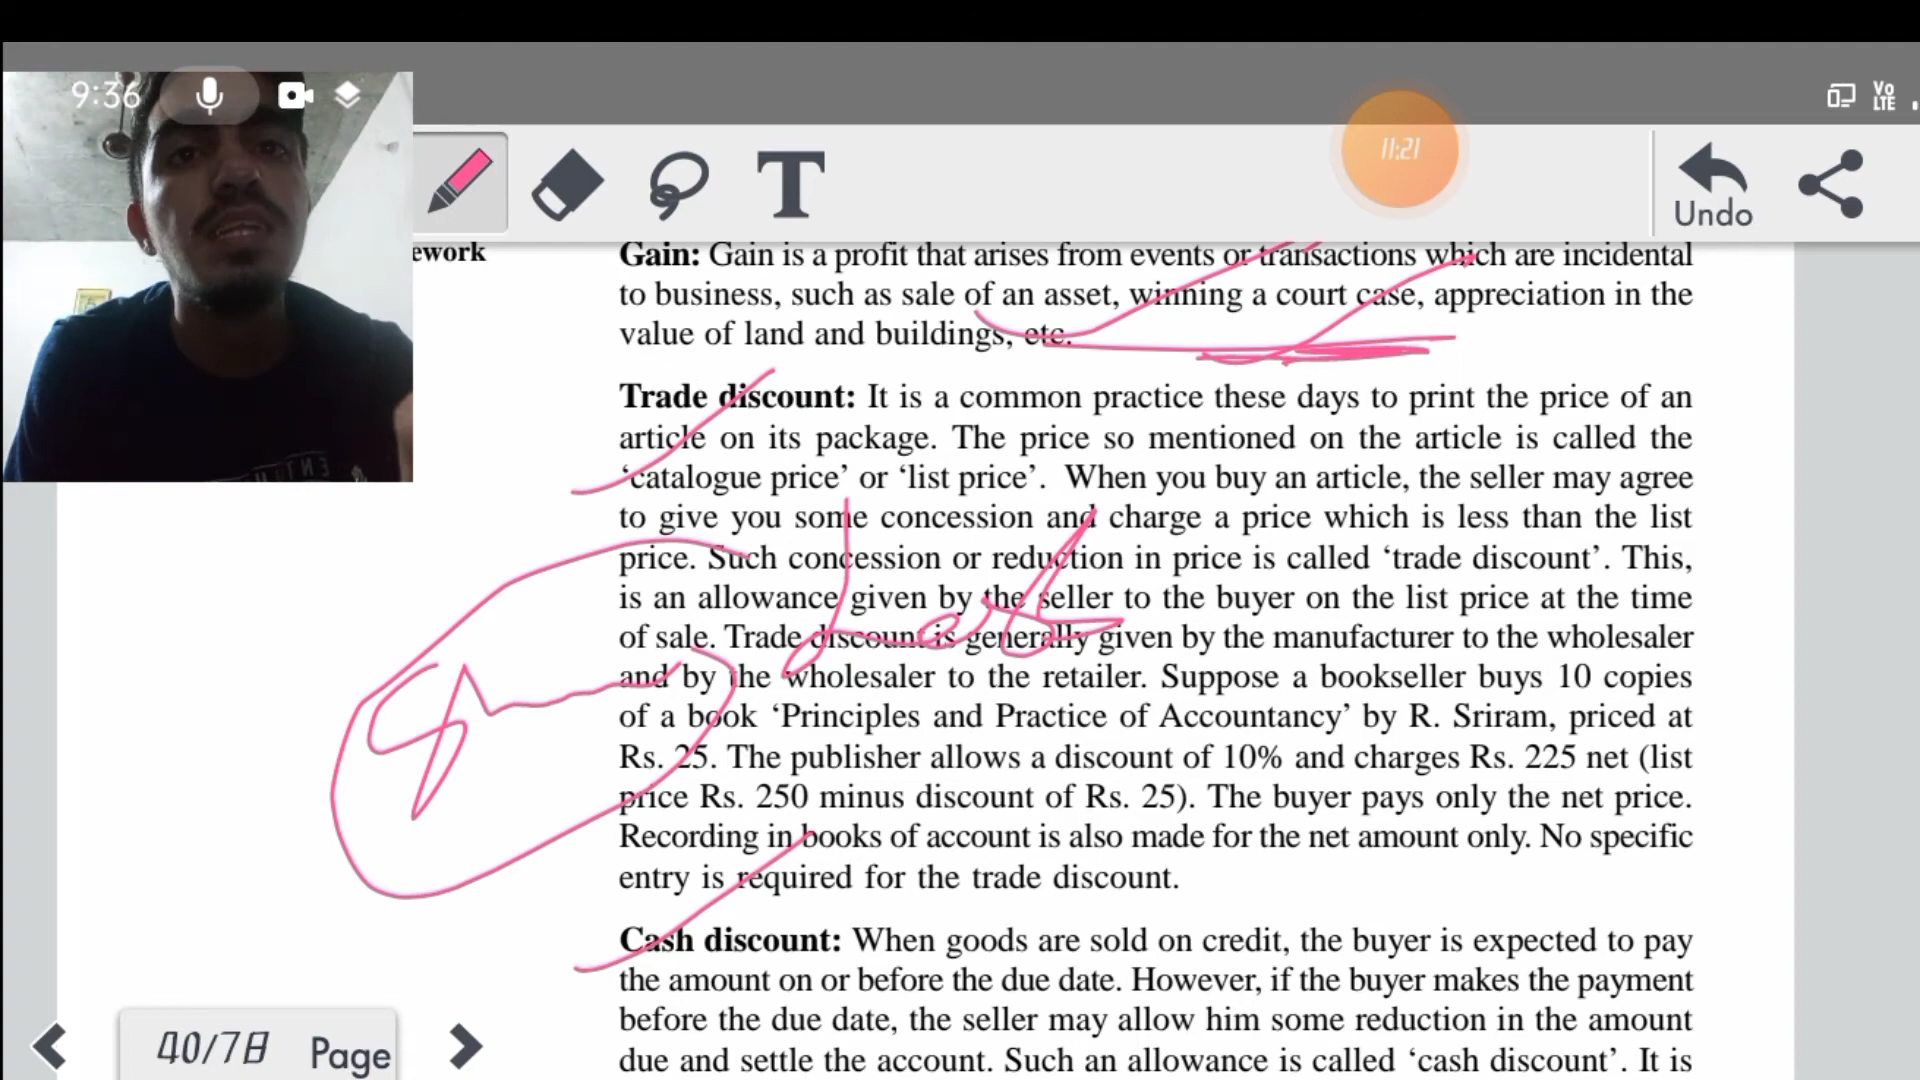 9:36
11:21
Vo
LTE
T
Undo
ework
Gain: Gain is a profit that arises from events or transactions which are incidental
to business, such as sale of an asset, winning a court case, appreciation in the
value of land and buildings, etc.
Trade discount: It is a common practice these days to print the price of an
article on its package. The price so mentioned on the article is called the
‘catalogue price’ or ‘list price’. When you buy an article, the seller may agree
to give you some concession and charge a price which is less than the list
price. Such concession or reduction in price is called ‘trade discount’. This,
is an allowance given by the seller to the buyer on the list price at the time
of sale. Trade discount is generally given by the manufacturer to the wholesaler
and by the wholesaler to the retailer. Suppose a bookseller buys 10 copies
of a book ‘Principles and Practice of Accountancy’ by R. Sriram, priced at
Rs. 25. The publisher allows a discount of 10% and charges Rs. 225 net (list
price Rs. 250 minus discount of Rs. 25). The buyer pays only the net price.
Recording in books of account is also made for the net amount only. No specific
entry is required for the trade discount.
Cash discount: When goods are sold on credit, the buyer is expected to pay
the amount on or before the due date. However, if the buyer makes the payment
before the due date, the seller may allow him some reduction in the amount
due and settle the account. Such an allowance is called ‘cash discount’. It is
40/78 Page